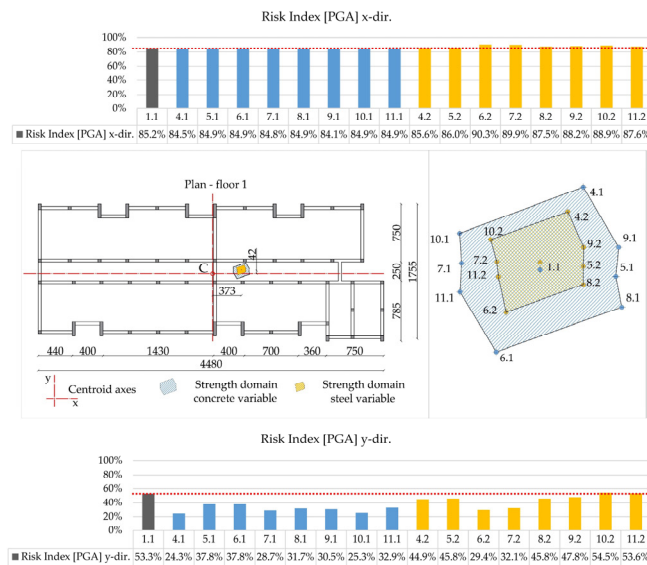 Risk Index [PGA] x-dir.
100%
80%
60%
40%
20%
0%
1.1 4.1 5.1 6.1 7.1 8.1 9.1 10.1 11.1 4.2 5.2 6.2 7.2 8.2 9.2 10.2 11.2
Risk Index [PGA] x-dir. 85.2% 84.5% 84.9% 84.9% 84.8% 84.9% 84.1% 84.9% 84.9% 85.6% 86.0% 90.3% 89.9% 87.5% 88.2% 88.9% 87.6%
Plan - floor 1
C
42
373
750
250
785
1755
440 400 1430 400 700 360 750
4480
y
x
Centroid axes
Strength domain
concrete variable
Strength domain
steel variable
4.1
4.2
10.1
10.2
9.1
9.2
7.1
7.2
5.2
5.1
1.1
11.2
8.2
11.1
8.1
6.2
6.1
Risk Index [PGA] y-dir.
100%
80%
60%
40%
20%
0%
1.1 4.1 5.1 6.1 7.1 8.1 9.1 10.1 11.1 4.2 5.2 6.2 7.2 8.2 9.2 10.2 11.2
Risk Index [PGA] y-dir. 53.3% 24.3% 37.8% 37.8% 28.7% 31.7% 30.5% 25.3% 32.9% 44.9% 45.8% 29.4% 32.1% 45.8% 47.8% 54.5% 53.6%